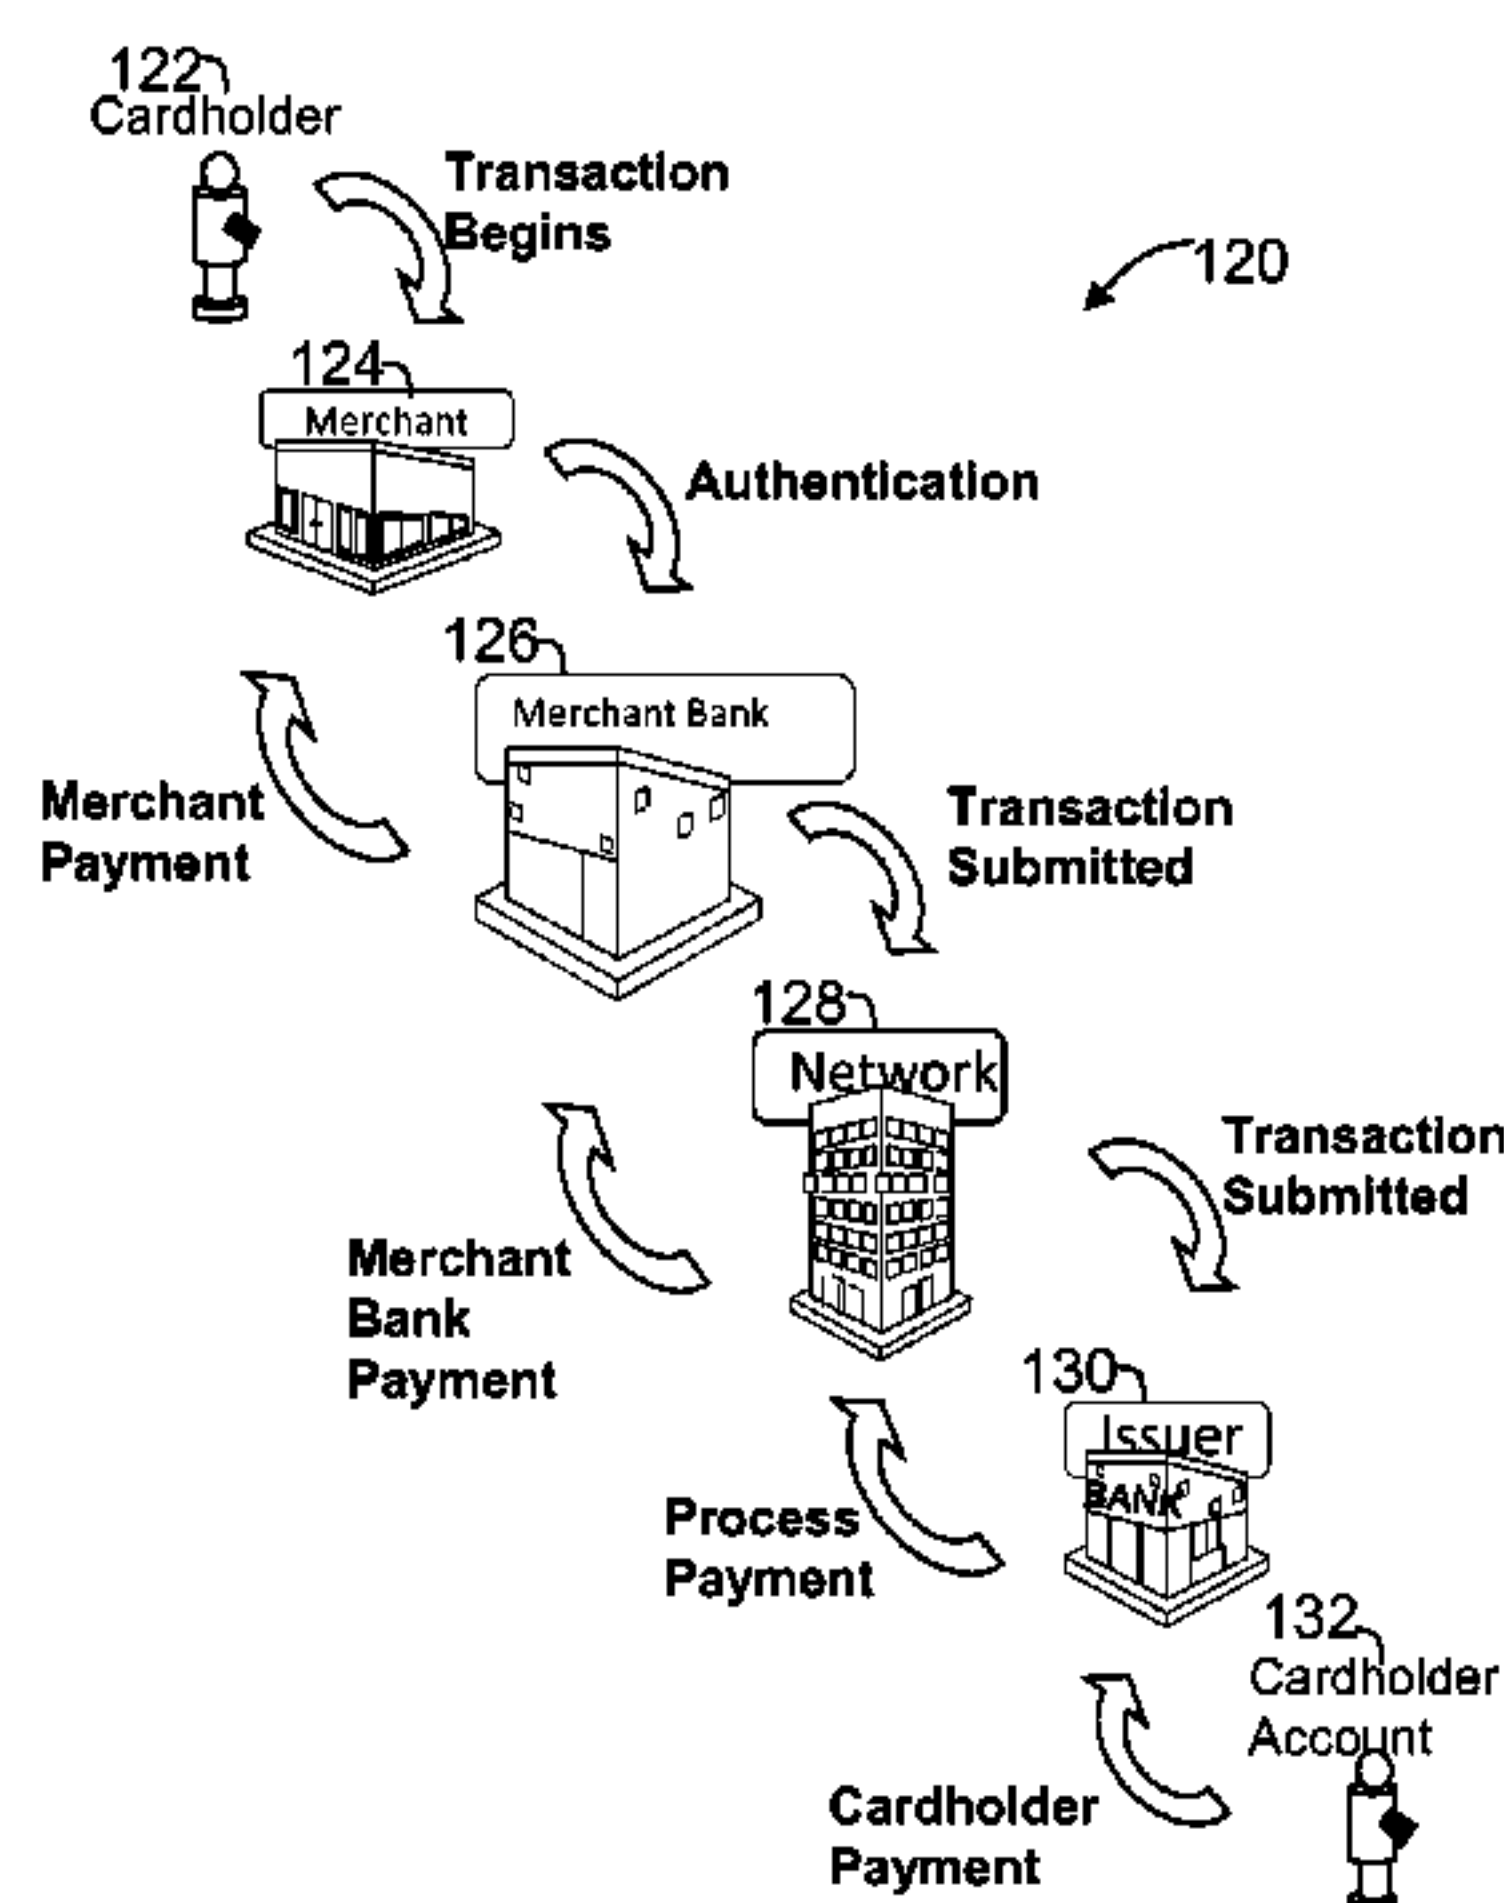 122
Cardholder
Transaction
Begins
120
124
Merchant
Authentication
126
Merchant Bank
Merchant
Payment
Transaction
Submitted
128
Network
Transaction
Submitted
Merchant
Bank
Payment
130
Issuer
BANK
Process
Payment
132
Cardholder
Account
Cardholder
Payment